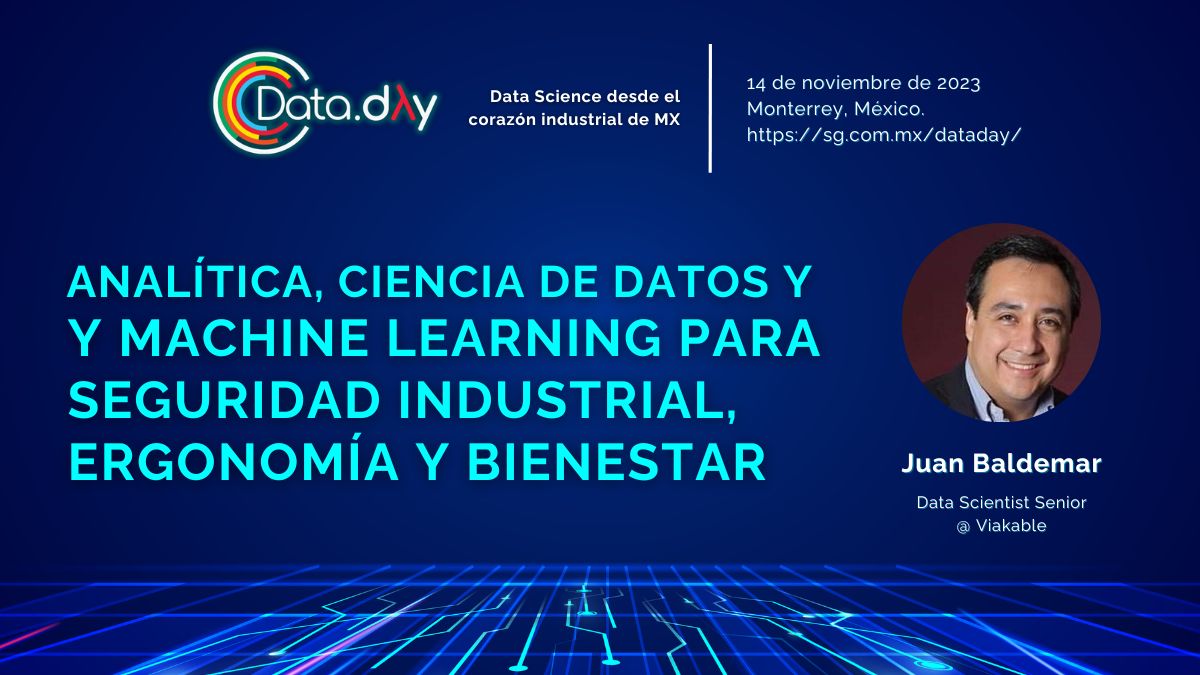 Data.dλy
Data Science desde el
corazón industrial de MX
14 de noviembre de 2023
Monterrey, México.
https://sg.com.mx/dataday/
ANALÍTICA, CIENCIA DE DATOS Y
Y MACHINE LEARNING PARA
SEGURIDAD INDUSTRIAL,
ERGONOMÍA Y BIENESTAR
Juan Baldemar
Data Scientist Senior
@ Viakable